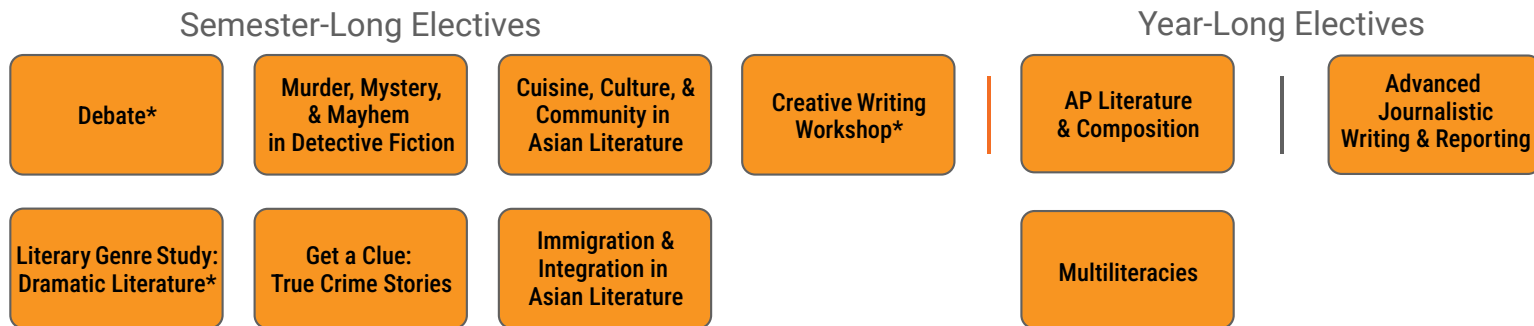 Semester-Long Electives
Year-Long Electives
Debate*
Murder, Mystery,
& Mayhem
in Detective Fiction
Cuisine, Culture, &
Community in
Asian Literature
Creative Writing
Workshop*
AP Literature
& Composition
Advanced
Journalistic
Writing & Reporting
Literary Genre Study:
Dramatic Literature*
Get a Clue:
True Crime Stories
Immigration &
Integration in
Asian Literature
Multiliteracies